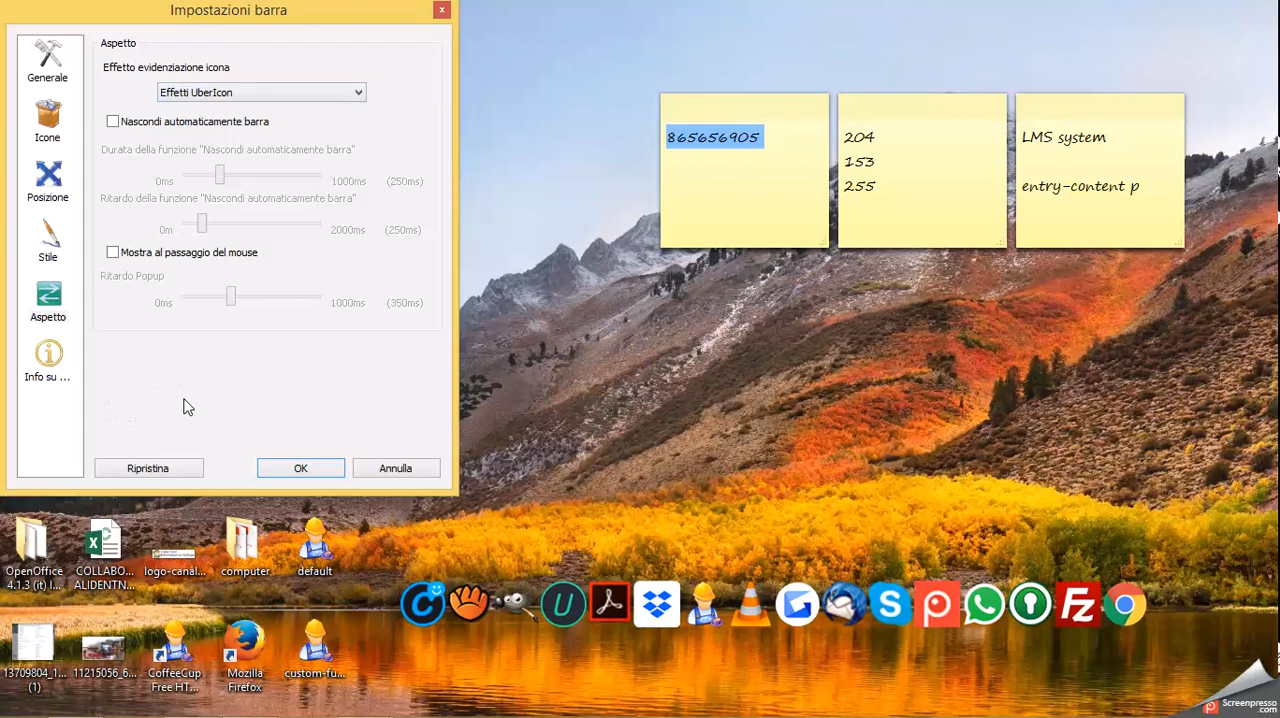 Impostazioni barra
x
Generale
Icone
Posizione
Stile
Aspetto
Info su ...
Aspetto
Effetto evidenziazione icona
Effetti UberIcon
Nascondi automaticamente barra
Durata della funzione "Nascondi automaticamente barra"
0ms 1000ms (250ms)
Ritardo della funzione "Nascondi automaticamente barra"
0m 2000ms (250ms)
Mostra al passaggio del mouse
Ritardo Popup
0ms 1000ms (350ms)
Ripristina OK Annulla
865656905
204
153
255
LMS system
entry-content p
OpenOffice
4.1.3 (it) I...
COLLABO...
ALIDENTN...
logo-canal...
computer
default
13709804_1...
(1)
11215056_6...
CoffeeCup
Free HT...
Mozilla
Firefox
custom-fu...
Screenpresso
.com